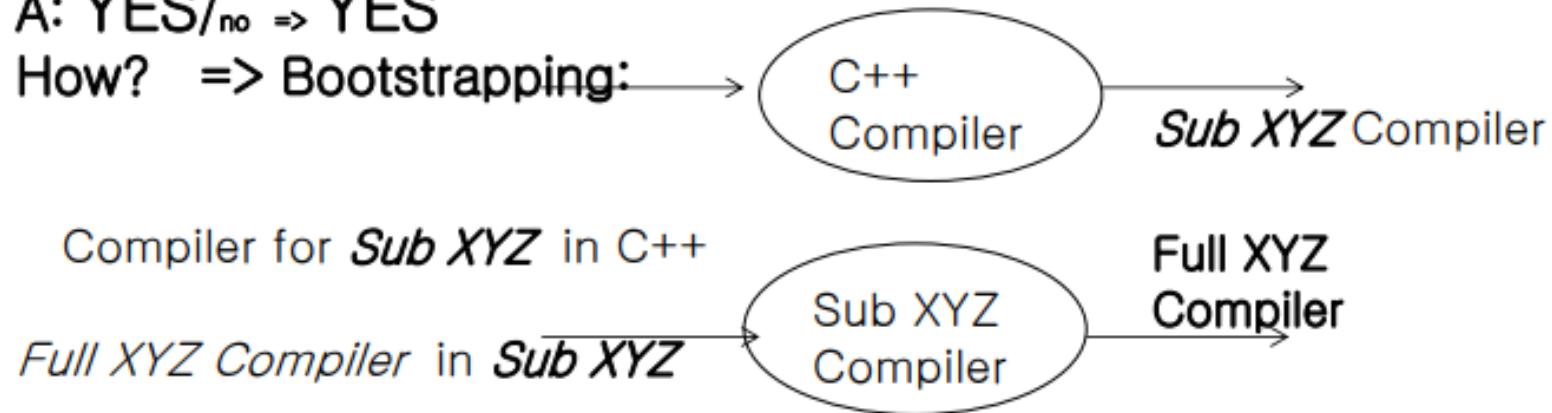 A: YES/no => YES
How? => Bootstrapping:
C++
Compiler
Sub XYZ Compiler
Compiler for Sub XYZ in C++
Full XYZ
Compiler
Sub XYZ
Compiler
Full XYZ Compiler in Sub XYZ